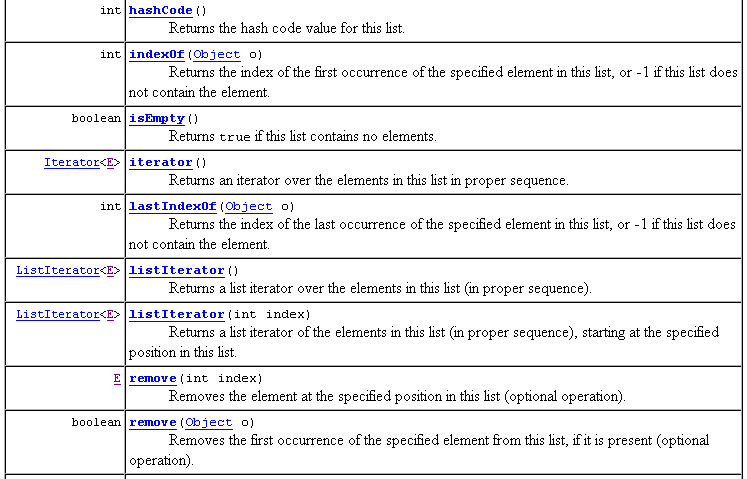 int hashCode()
Returns the hash code value for this list.
int indexOf(Object o)
Returns the index of the first occurrence of the specified element in this list, or -1 if this list does
not contain the element.
boolean isEmpty()
Returns true if this list contains no elements.
Iterator<E> iterator()
Returns an iterator over the elements in this list in proper sequence.
int lastIndexOf(Object o)
Returns the index of the last occurrence of the specified element in this list, or -1 if this list does
not contain the element.
ListIterator<E> listIterator()
Returns a list iterator over the elements in this list (in proper sequence).
ListIterator<E> listIterator(int index)
Returns a list iterator of the elements in this list (in proper sequence), starting at the specified
position in this list.
E remove(int index)
Removes the element at the specified position in this list (optional operation).
boolean remove(Object o)
Removes the first occurrence of the specified element from this list, if it is present (optional
operation).